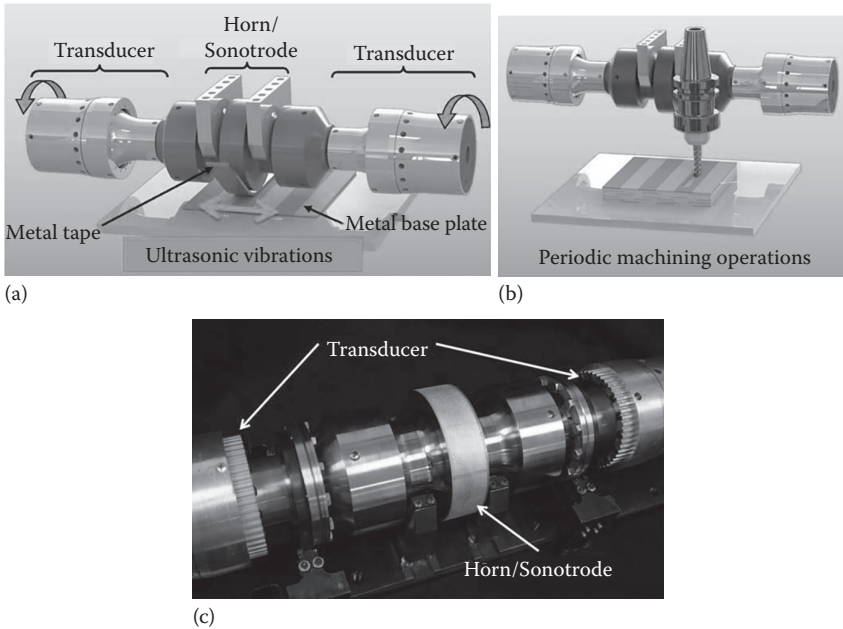 Horn/
Sonotrode
Transducer
Transducer
Metal tape
Metal base plate
Ultrasonic vibrations
(a)
Periodic machining operations
(b)
Transducer
Horn/Sonotrode
(c)